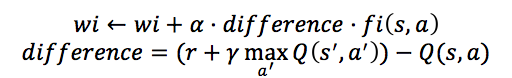 wi ← wi + α · difference · fi(s, a)
difference = (r + γ max Q(s′, a′)) − Q(s, a)
a′